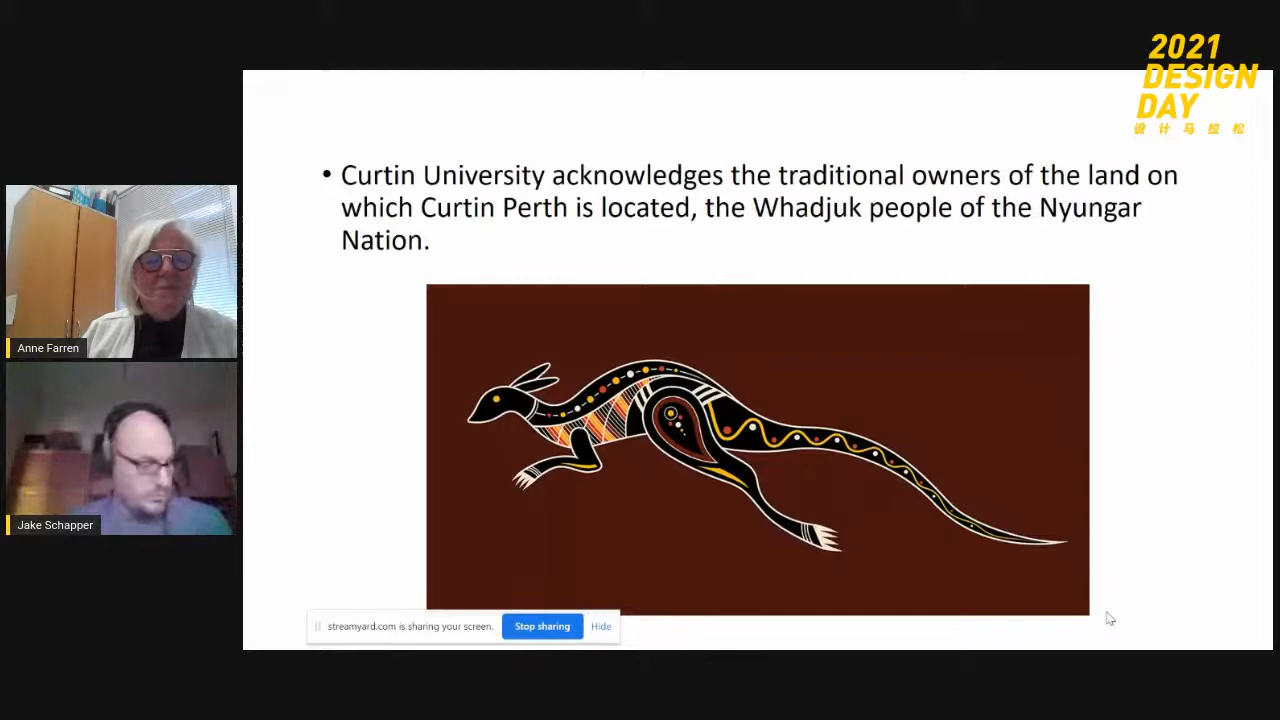 2021
DESIGN
DAY
设计马拉松
• Curtin University acknowledges the traditional owners of the land on
which Curtin Perth is located, the Whadjuk people of the Nyungar
Nation.
Anne Farren
Jake Schapper
streamyard.com is sharing your screen.
Stop sharing
Hide